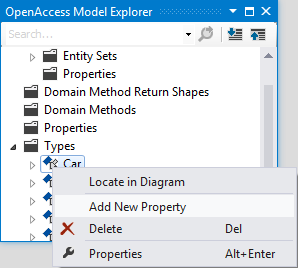 OpenAccess Model Explorer
Search...
Entity Sets
Properties
Domain Method Return Shapes
Domain Methods
Properties
Types
Car
Locate in Diagram
Add New Property
Delete Del
Properties Alt+Enter